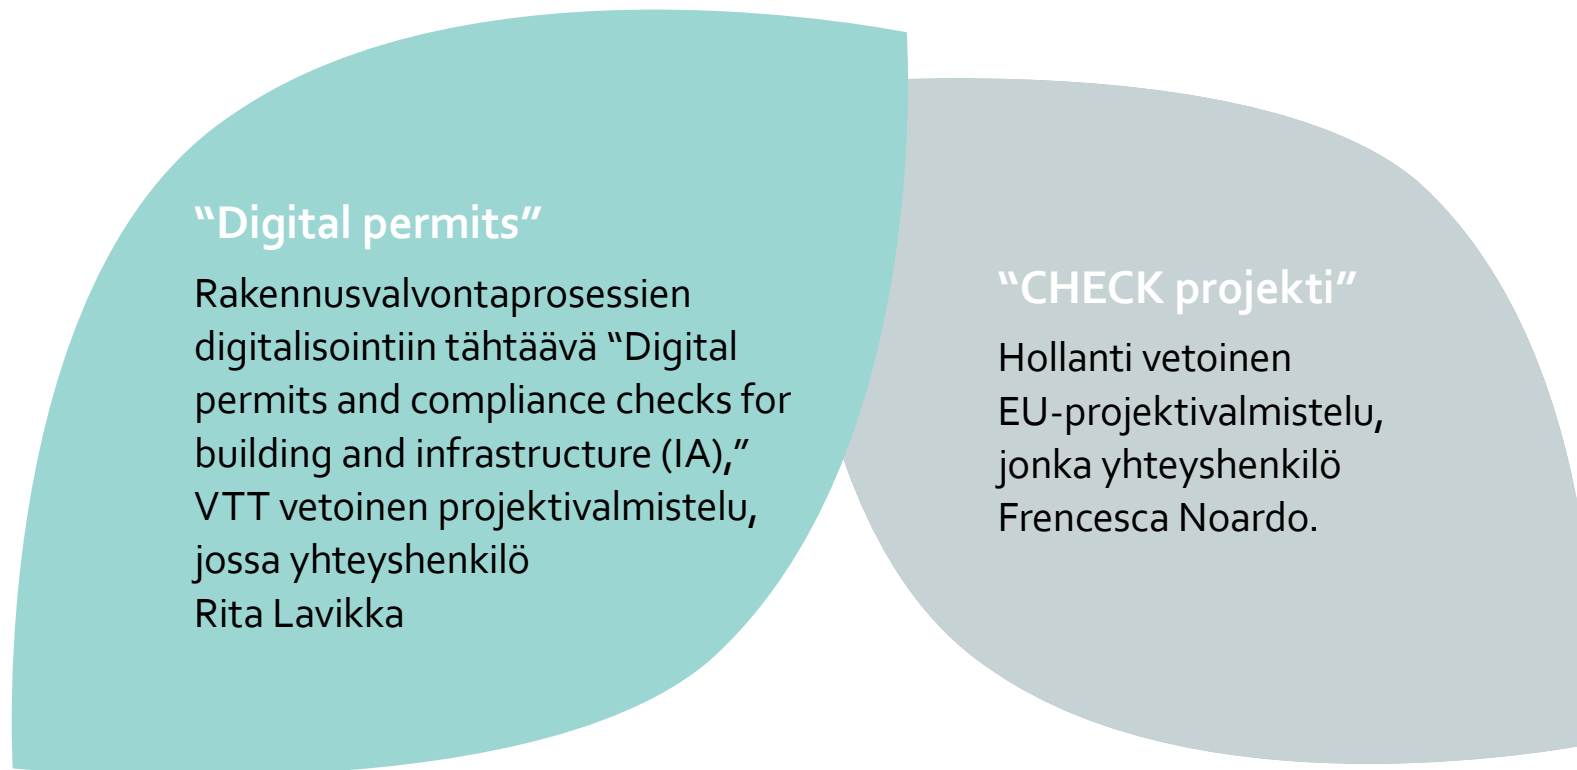 “Digital permits”
Rakennusvalvontaprosessien
digitalisointiin tähtäävä “Digital
permits and compliance checks for
building and infrastructure (IA),”
VTT vetoinen projektivalmistelu,
jossa yhteyshenkilö
Rita Lavikka
“CHECK projekti”
Hollanti vetoinen
EU-projektivalmistelu,
jonka yhteyshenkilö
Frencesca Noardo.